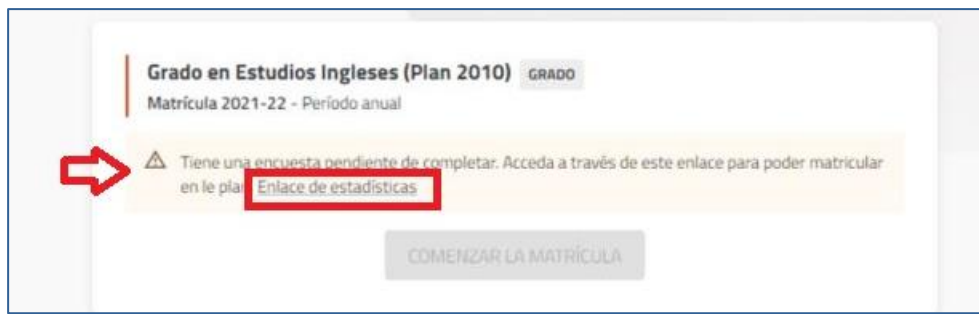 Grado en Estudios Ingleses (Plan 2010) GRADO
Matrícula 2021-22 - Período anual
Tiene una encuesta pendiente de completar. Acceda a través de este enlace para poder matricular
en le plan Enlace de estadísticas
COMENZAR LA MATRÍCULA